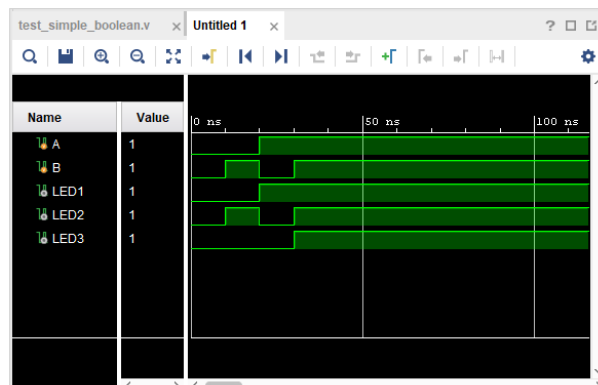 test_simple_boolean.v × Untitled 1 ×
?
Name Value
0 ns 50 ns 100 ns
A 1
B 1
LED1 1
LED2 1
LED3 1